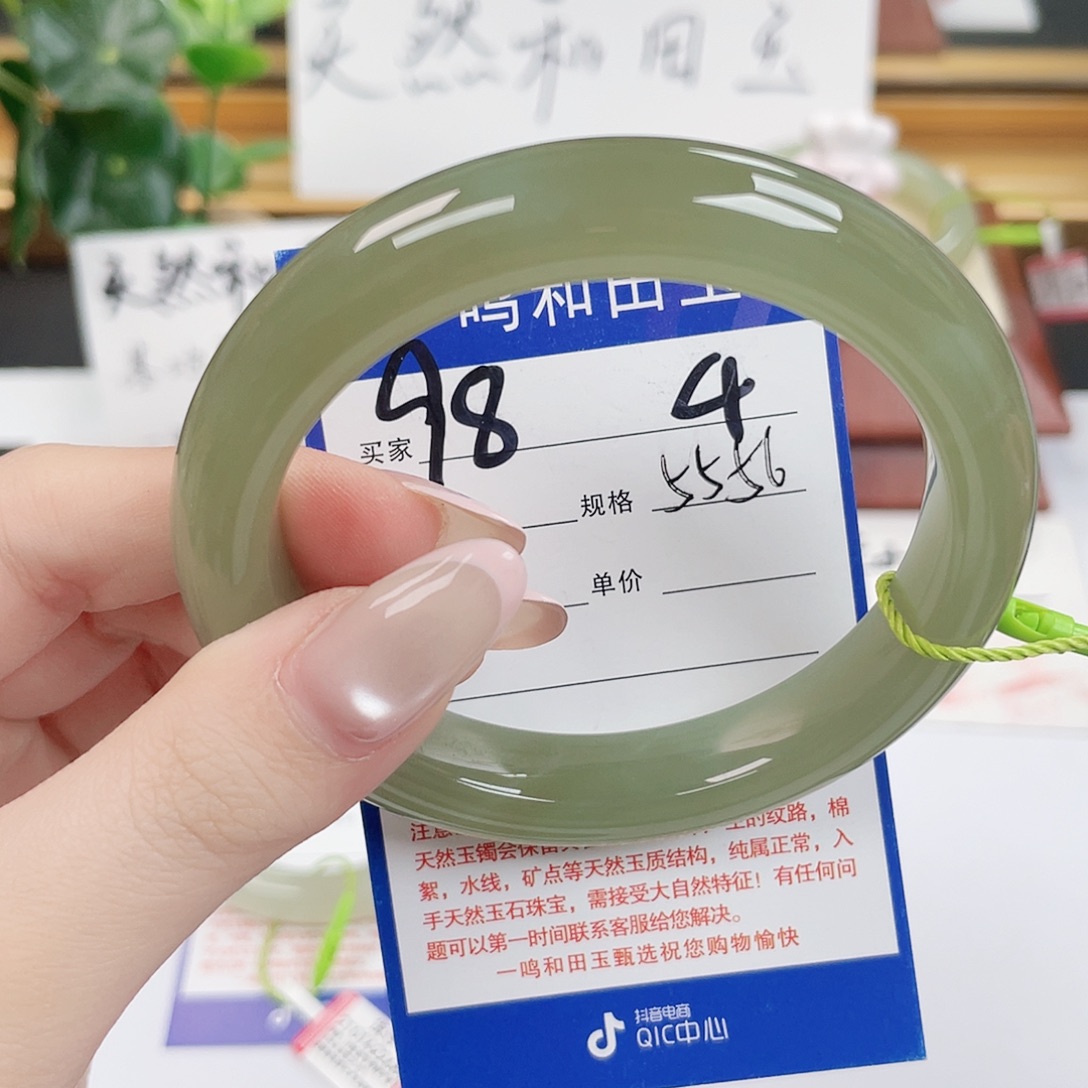 天然和田玉
天然和
鸣和田玉
98
4
买家
规格 5556
单价
天然玉镯会保留
的纹路，棉
絮，水线，矿点等天然玉质结构，纯属正常，入
手天然玉石珠宝，需接受大自然特征！有任何问
题可以第一时间联系客服给您解决。
一鸣和田玉甄选祝您购物愉快
抖音电商
QIC中心